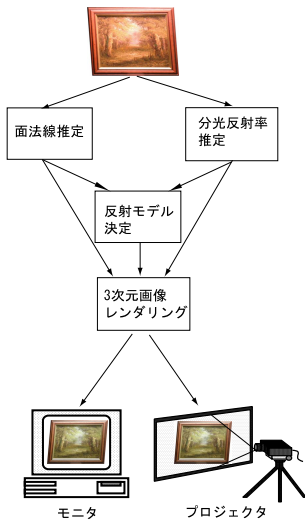 面法線推定
分光反射率
推定
反射モデル
決定
3次元画像
レンダリング
モニタ
プロジェクタ